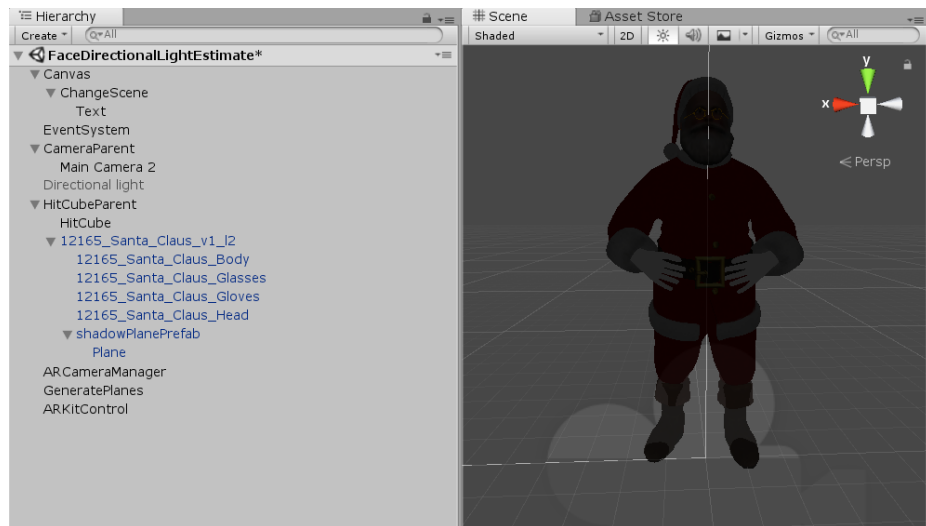 Hierarchy
Create
All
FaceDirectionalLightEstimate*
Canvas
ChangeScene
Text
EventSystem
CameraParent
Main Camera 2
Directional light
HitCubeParent
HitCube
12165_Santa_Claus_v1_l2
12165_Santa_Claus_Body
12165_Santa_Claus_Glasses
12165_Santa_Claus_Gloves
12165_Santa_Claus_Head
shadowPlanePrefab
Plane
ARCameraManager
GeneratePlanes
ARKitControl
Scene
Asset Store
Shaded
2D
Gizmos
All
y
x
Persp